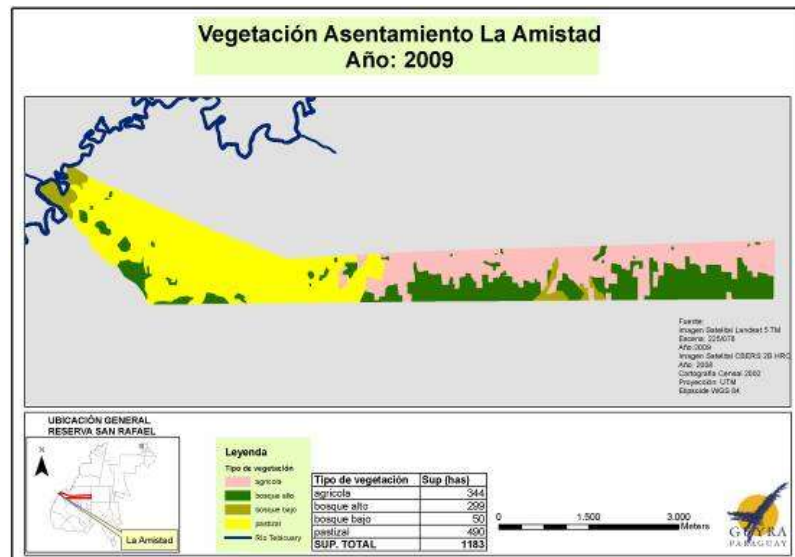 Vegetación Asentamiento La Amistad
Año: 2009
Fuente:
Imagen Satelital Landsat 5 TM
Escena: 225/078
Año: 2009
Imagen Satelital CBERS 2B HRC
Año: 2008
Cartografía Censal 2002
Proyección: UTM
Elipsoide WGS 84
UBICACIÓN GENERAL
RESERVA SAN RAFAEL
La Amistad
Leyenda
Tipo de vegetación
agricola
bosque alto
bosque bajo
pastizal
Río Tebicuary
Tipo de vegetación Sup (has)
agricola 344
bosque alto 299
bosque bajo 50
pastizal 490
SUP. TOTAL 1183
0 1.500 3.000
Meters
GUYRA
PARAGUAY